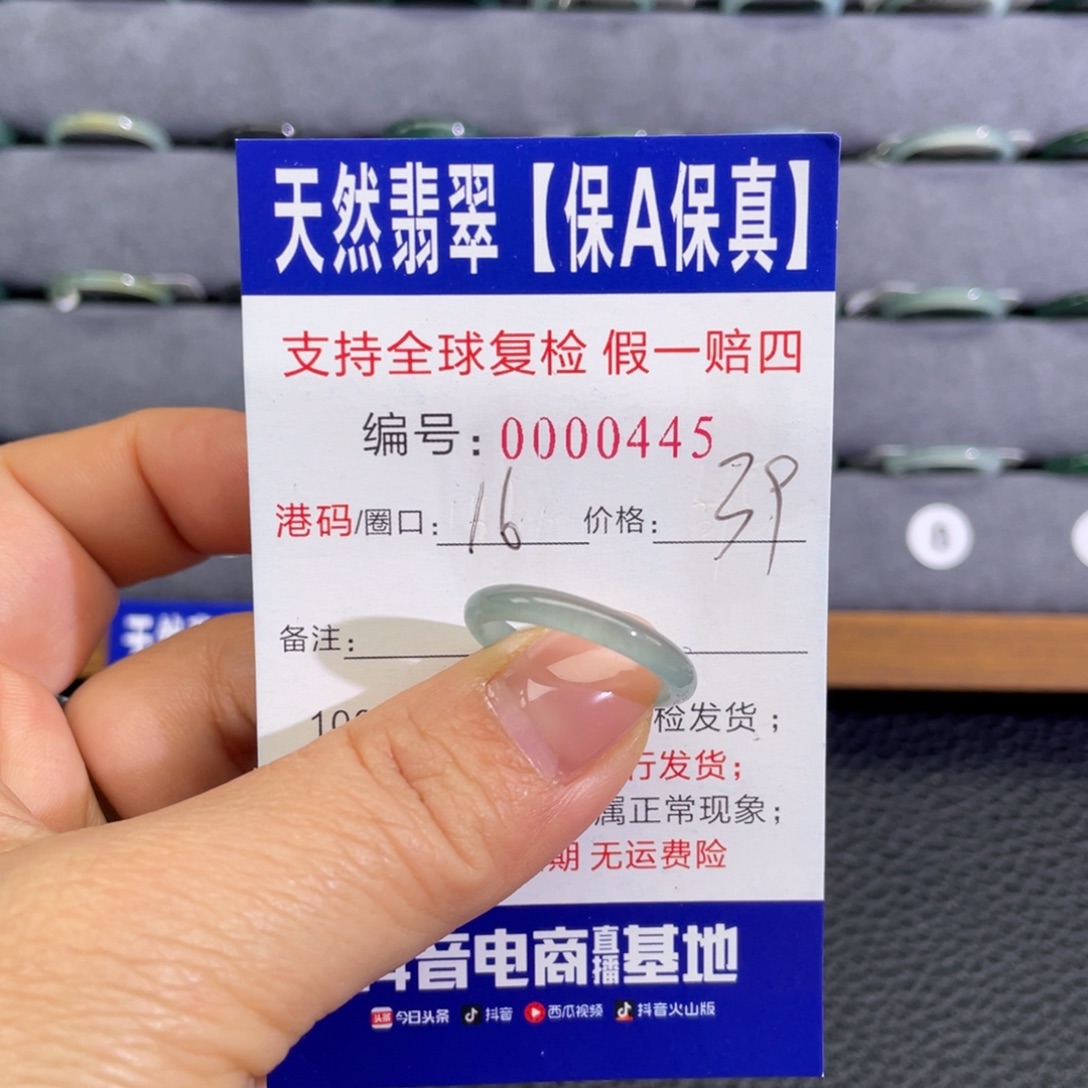 天然翡翠【保A保真】
支持全球复检 假一赔四
编号:0000445
港码/圈口:16 价格:39
备注:
检发货;
行发货;
属正常现象;
期 无运费险
音电商直播基地
今日头条 抖音 西瓜视频 抖音火山版